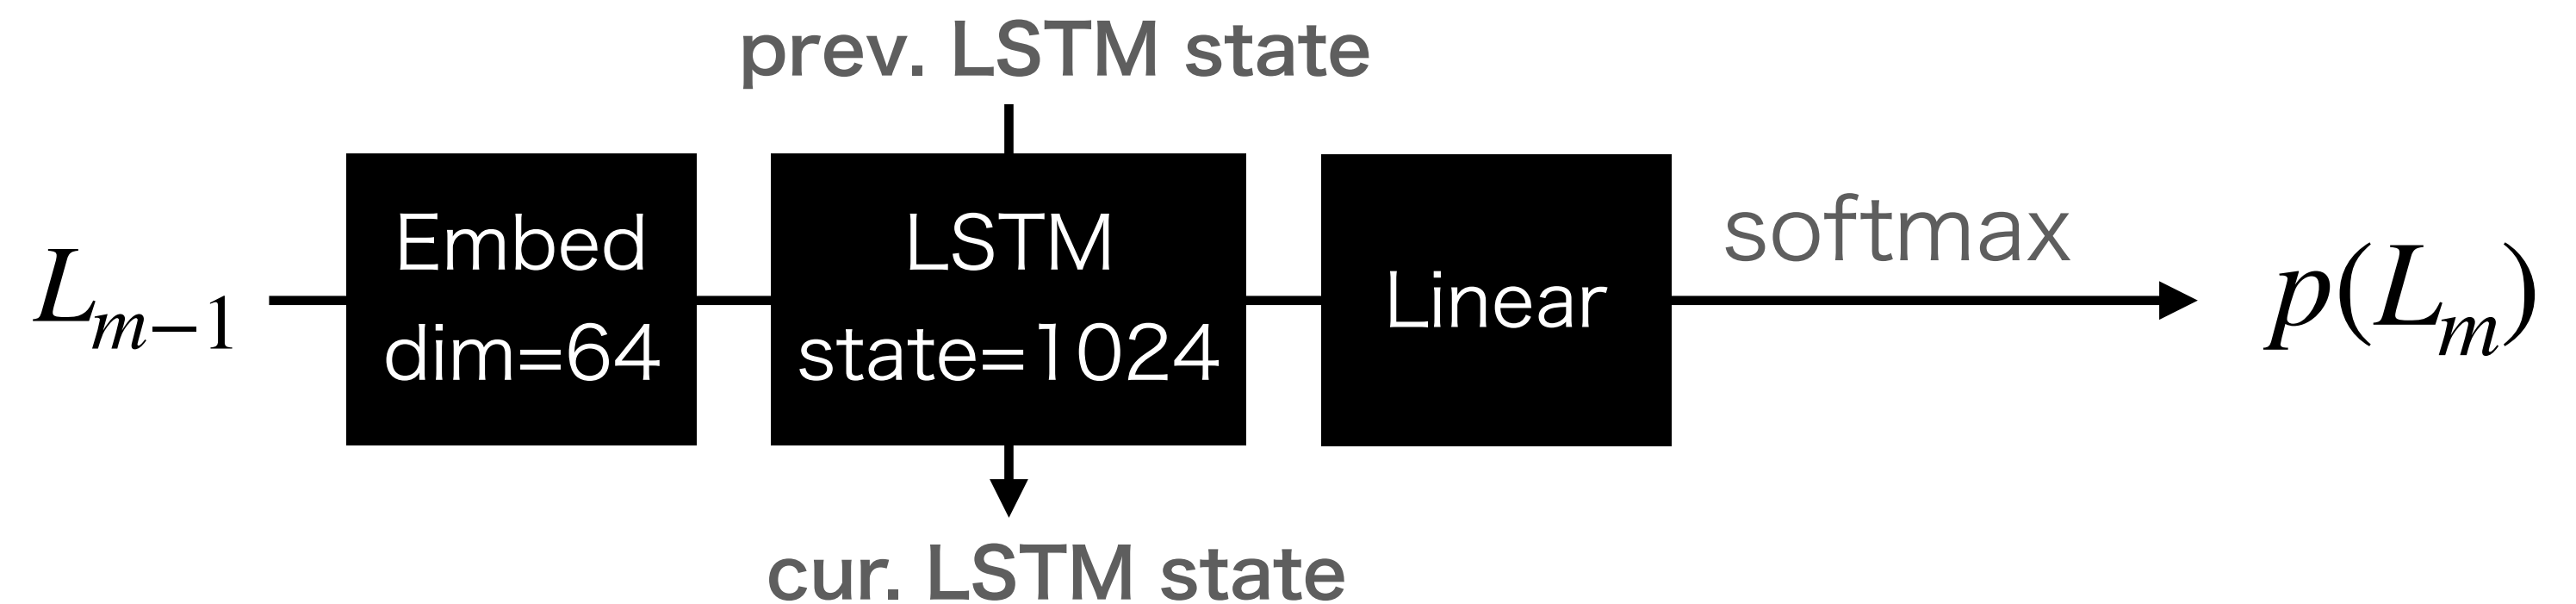 prev. LSTM state
L_{m−1}
Embed
dim=64
LSTM
state=1024
Linear
softmax
p(L_m)
cur. LSTM state